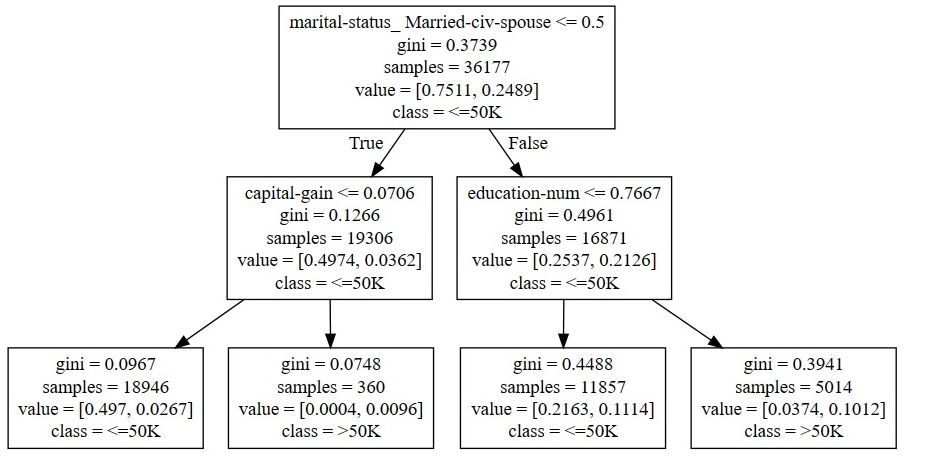 marital-status_ Married-civ-spouse <= 0.5
gini = 0.3739
samples = 36177
value = [0.7511, 0.2489]
class = <=50K
True
False
capital-gain <= 0.0706
gini = 0.1266
samples = 19306
value = [0.4974, 0.0362]
class = <=50K
education-num <= 0.7667
gini = 0.4961
samples = 16871
value = [0.2537, 0.2126]
class = <=50K
gini = 0.0967
samples = 18946
value = [0.497, 0.0267]
class = <=50K
gini = 0.0748
samples = 360
value = [0.0004, 0.0096]
class = >50K
gini = 0.4488
samples = 11857
value = [0.2163, 0.1114]
class = <=50K
gini = 0.3941
samples = 5014
value = [0.0374, 0.1012]
class = >50K